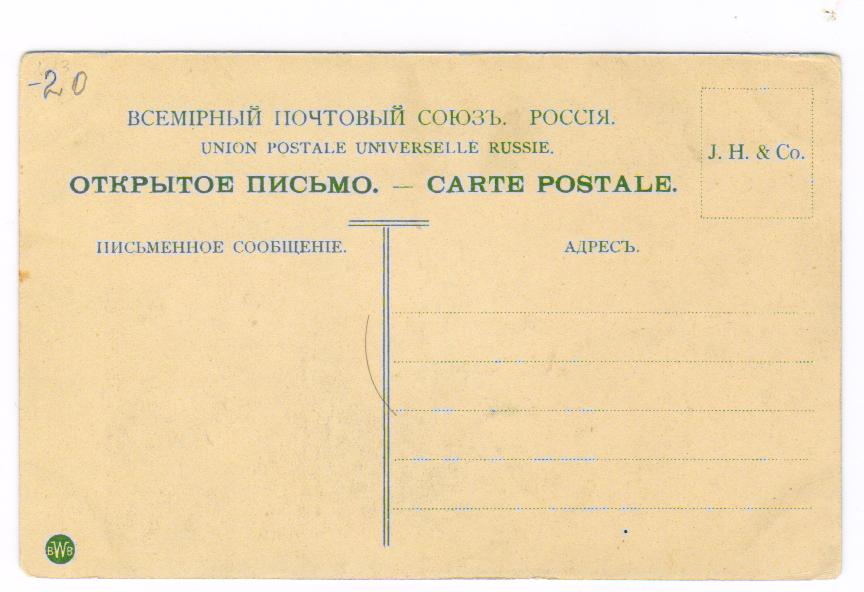 -20
ВСЕМІРНЫЙ ПОЧТОВЫЙ СОЮЗЪ. РОССІЯ.
UNION POSTALE UNIVERSELLE RUSSIE.
J. H. & Co.
ОТКРЫТОЕ ПИСЬМО. — CARTE POSTALE.
ПИСЬМЕННОЕ СООБЩЕНІЕ.
АДРЕСЪ.
BWB